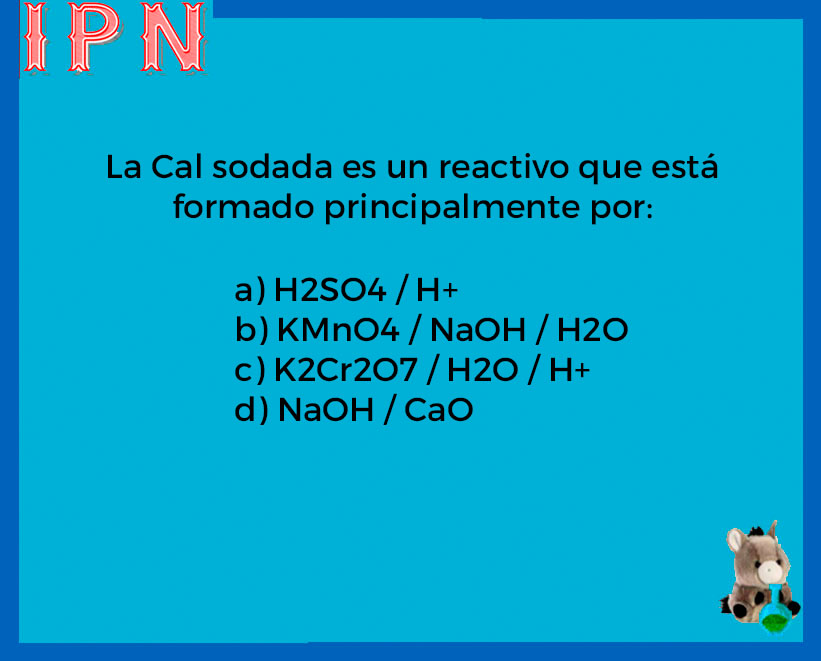 IPN
La Cal sodada es un reactivo que está
formado principalmente por:
a) H2SO4 / H+
b) KMnO4 / NaOH / H2O
c) K2Cr2O7 / H2O / H+
d) NaOH / CaO